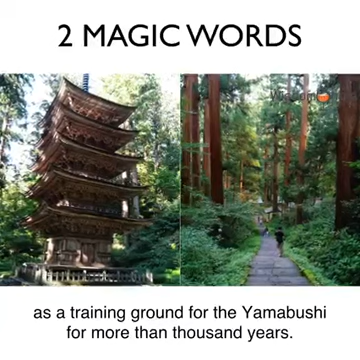 2 MAGIC WORDS
as a training ground for the Yamabushi
for more than thousand years.